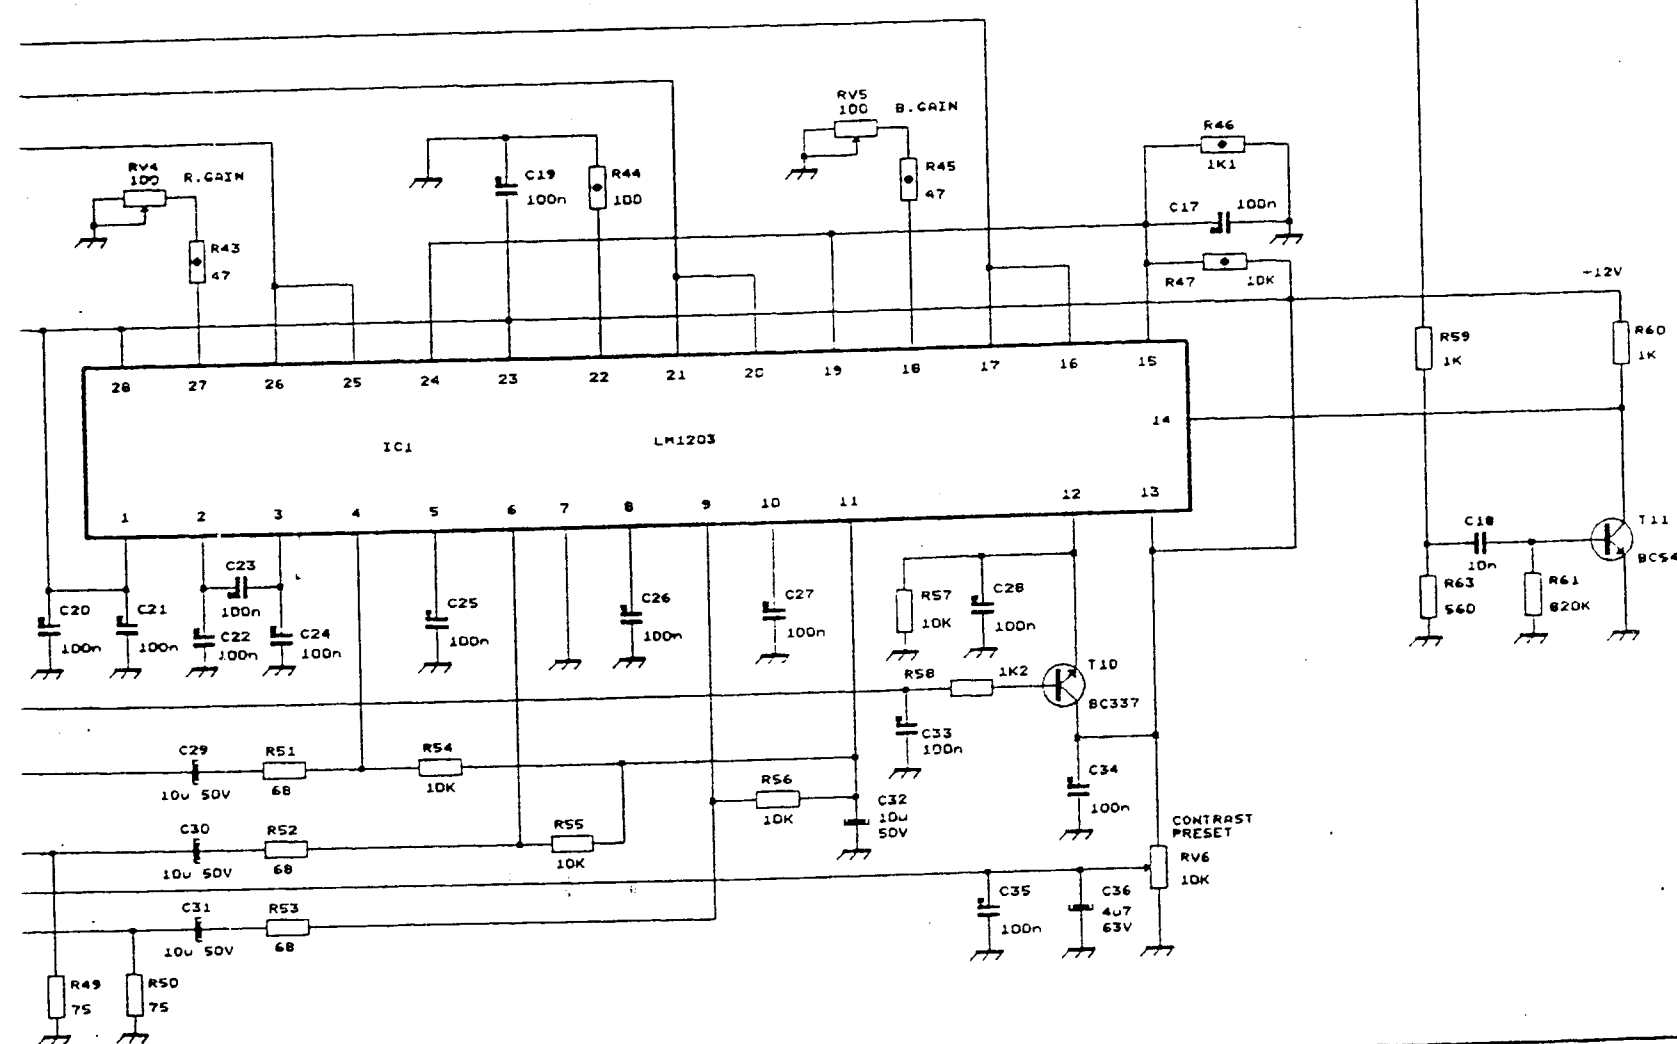 RV5
100 B.GAIN
R46
1K1
RV4
100 R.GAIN
C19
100n
R44
100
R45
47
C17 100n
R43
47
R47 10K
-12V
R59
1K
R60
1K
28 27 26 25 24 23 22 21 20 19 18 17 16 15
14
IC1 LM1203
1 2 3 4 5 6 7 8 9 10 11 12 13
C18
10n
T11
BC54
R63
560
R61
820K
C20
100n
C21
100n
C23
100n
C22
100n
C24
100n
C25
100n
C26
100n
C27
100n
R57
10K
C28
100n
R58 1K2
T10
BC337
C33
100n
C29
10u 50V
R51
68
R54
10K
R56
10K
C32
10u
50V
C34
100n
C30
10u 50V
R52
68
R55
10K
CONTRAST
PRESET
RV6
10K
C31
10u 50V
R53
68
C35
100n
C36
4u7
63V
R49
75
R50
75